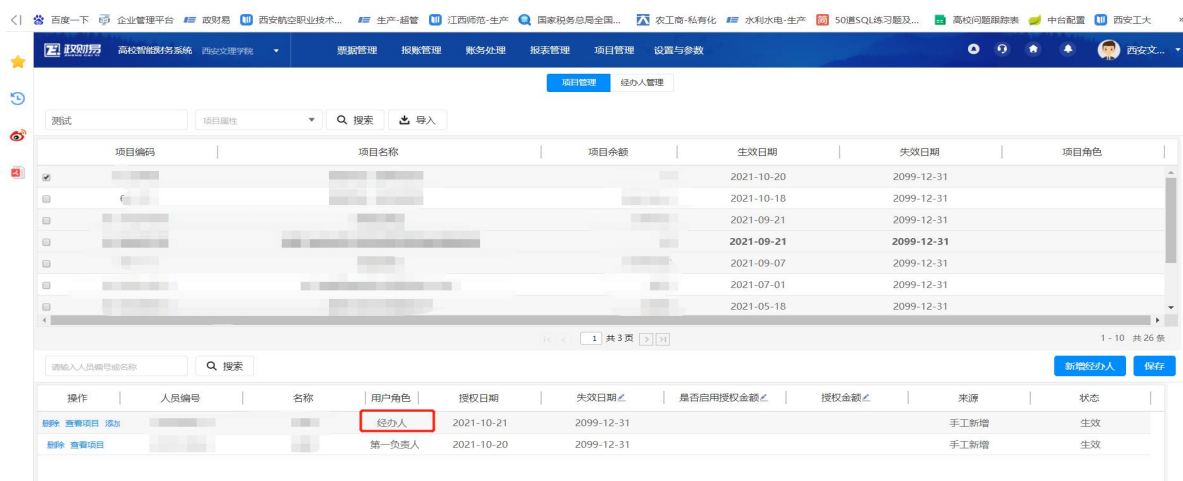 百度一下 企业管理平台 政财易 西安航空职业技术... 生产-超管 江西师范-生产 国家税务总局全国... 农工商-私有化 水利水电-生产 50道SQL练习题及... 高校问题跟踪表 中台配置 西安工大
政财易 高校智能财务系统 西安文理学院 票据管理 报账管理 账务处理 报表管理 项目管理 设置与参数 西安文...
项目管理 经办人管理
测试 项目属性 搜索 导入
项目编码 项目名称 项目余额 生效日期 失效日期 项目角色
2021-10-20 2099-12-31
2021-10-18 2099-12-31
2021-09-21 2099-12-31
2021-09-21 2099-12-31
2021-09-07 2099-12-31
2021-07-01 2099-12-31
2021-05-18 2099-12-31
1 共3页 1 - 10 共26条
请输入人员编号或名称 搜索 新增经办人 保存
操作 人员编号 名称 用户角色 授权日期 失效日期 是否启用授权金额 授权金额 来源 状态
删除 查看项目 添加 经办人 2021-10-21 2099-12-31 手工新增 生效
删除 查看项目 第一负责人 2021-10-20 2099-12-31 手工新增 生效